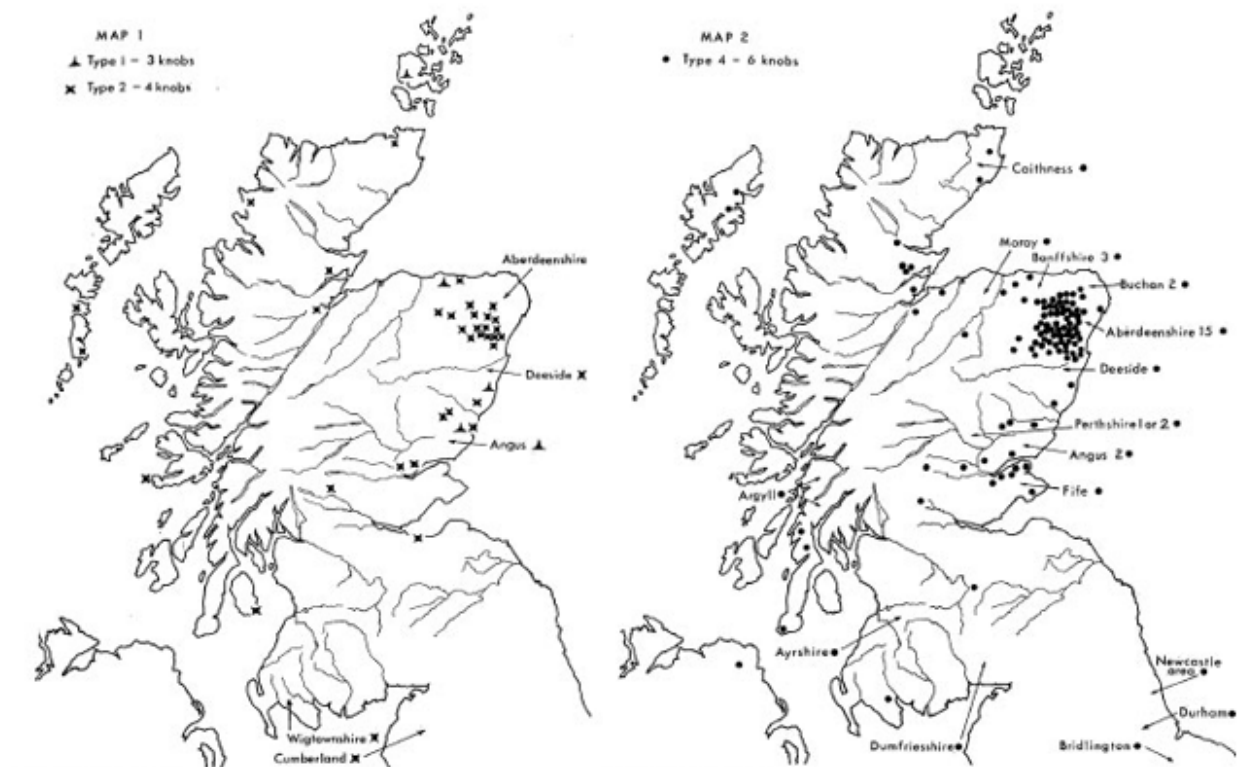 MAP 1
Type 1 - 3 knobs
Type 2 - 4 knobs
Aberdeenshire
Deeside
Angus
Wigtownshire
Cumberland
MAP 2
Type 4 - 6 knobs
Caithness
Moray
Banffshire 3
Buchan 2
Aberdeenshire 15
Deeside
Perthshire 1 or 2
Angus 2
Fife
Argyll
Ayrshire
Newcastle
area
Durham
Dumfriesshire
Bridlington